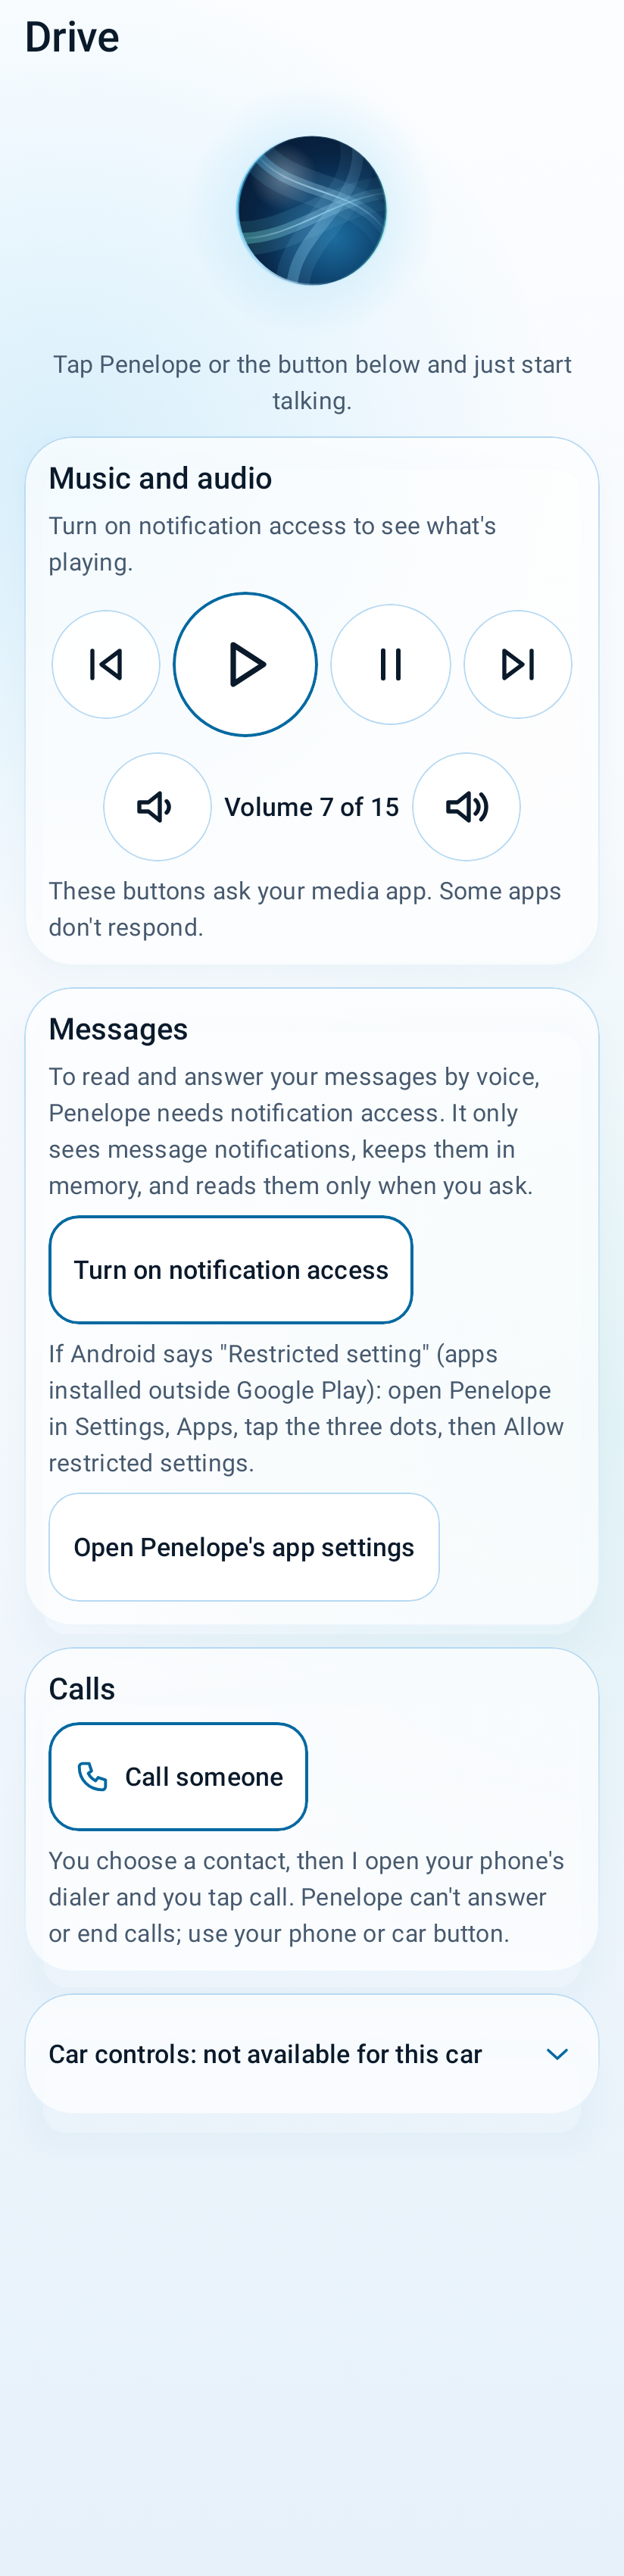 Drive
Tap Penelope or the button below and just start
talking.
Music and audio
Turn on notification access to see what's
playing.
Volume 7 of 15
These buttons ask your media app. Some apps
don't respond.
Messages
To read and answer your messages by voice,
Penelope needs notification access. It only
sees message notifications, keeps them in
memory, and reads them only when you ask.
Turn on notification access
If Android says "Restricted setting" (apps
installed outside Google Play): open Penelope
in Settings, Apps, tap the three dots, then Allow
restricted settings.
Open Penelope's app settings
Calls
Call someone
You choose a contact, then I open your phone's
dialer and you tap call. Penelope can't answer
or end calls; use your phone or car button.
Car controls: not available for this car